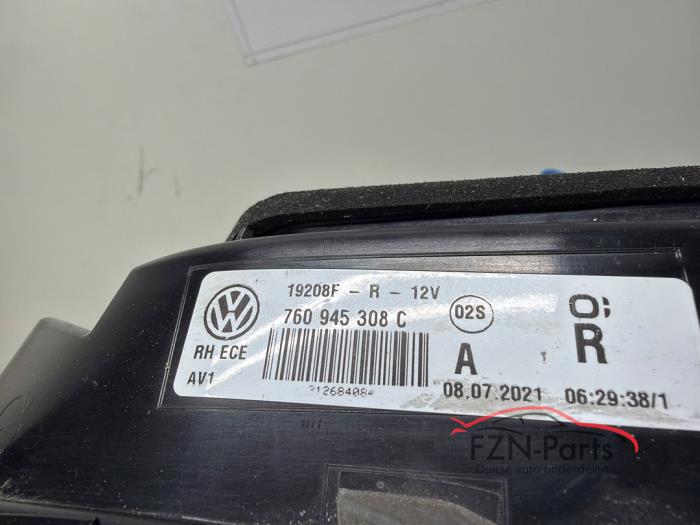 19208F - R - 12V
760 945 308 C
02S
RH ECE
A
R
AV1
08.07.2021 06:29:38/1
FZN-Parts
Duitse auto onderdelen